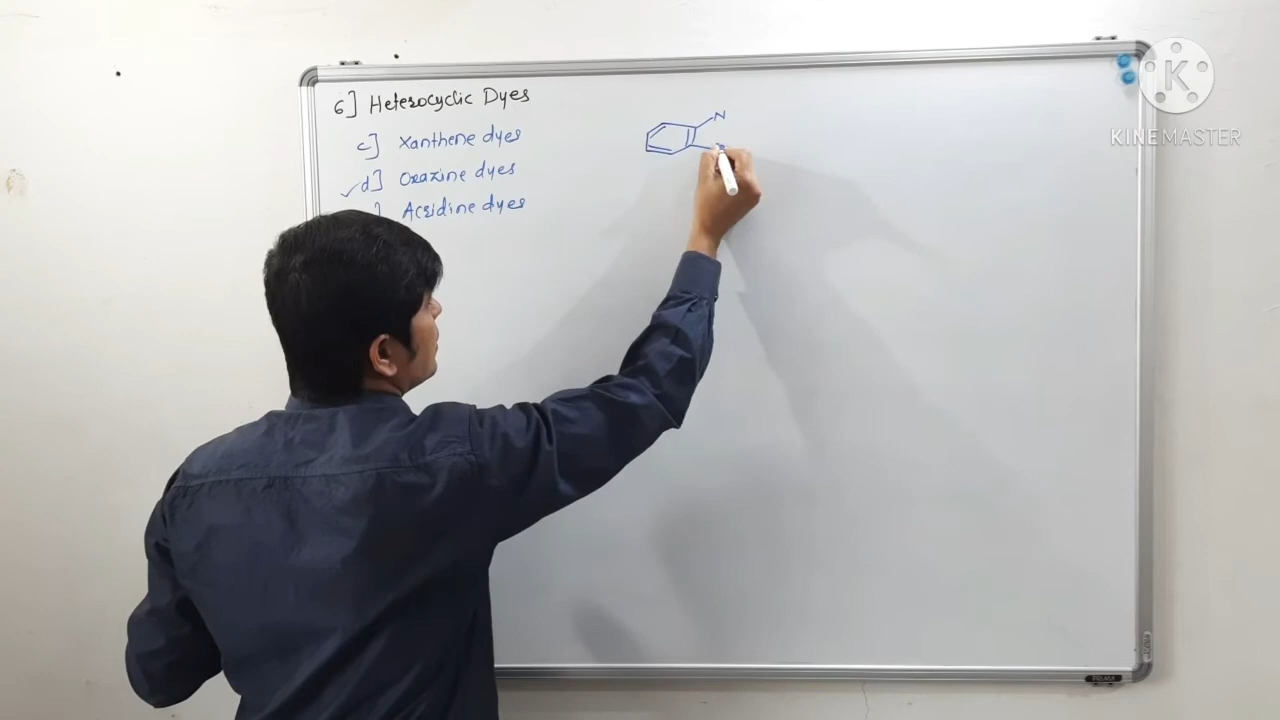 6] Heterocyclic Dyes
c] Xanthene dyes
d] Oxazine dyes
] Acridine dyes
N
K
KINEMASTER